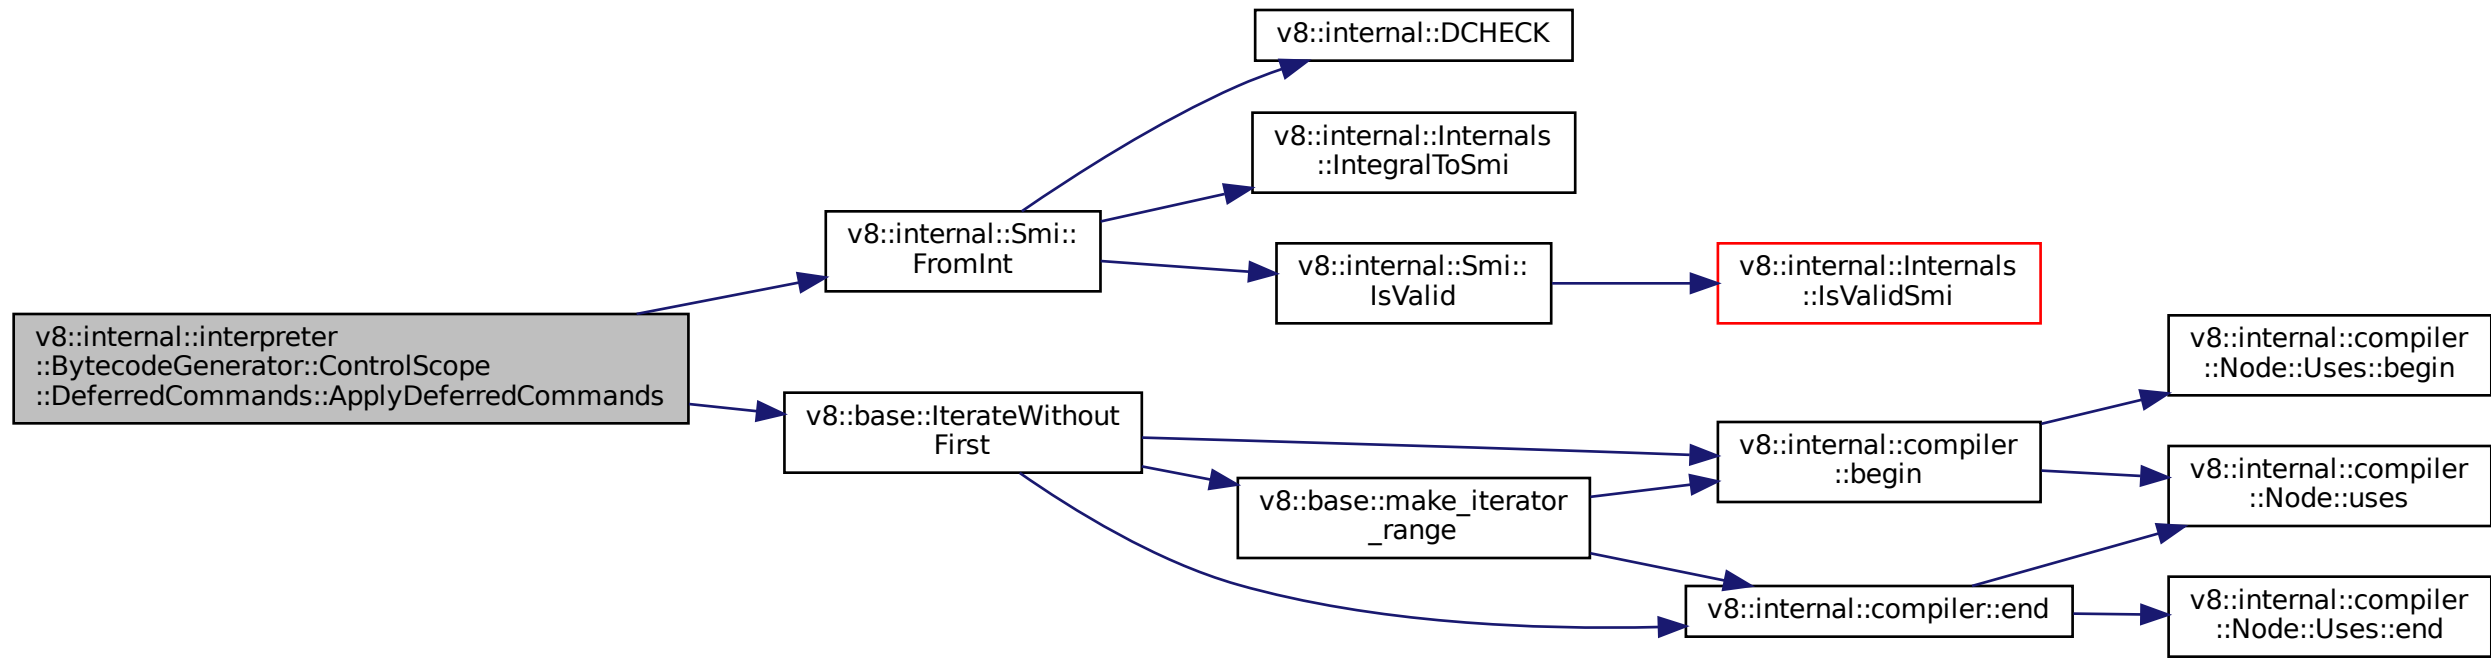 v8::internal::interpreter
::BytecodeGenerator::ControlScope
::DeferredCommands::ApplyDeferredCommands
v8::internal::Smi::
FromInt
v8::base::IterateWithout
First
v8::internal::DCHECK
v8::internal::Internals
::IntegralToSmi
v8::internal::Smi::
IsValid
v8::base::make_iterator
_range
v8::internal::Internals
::IsValidSmi
v8::internal::compiler
::begin
v8::internal::compiler::end
v8::internal::compiler
::Node::Uses::begin
v8::internal::compiler
::Node::uses
v8::internal::compiler
::Node::Uses::end